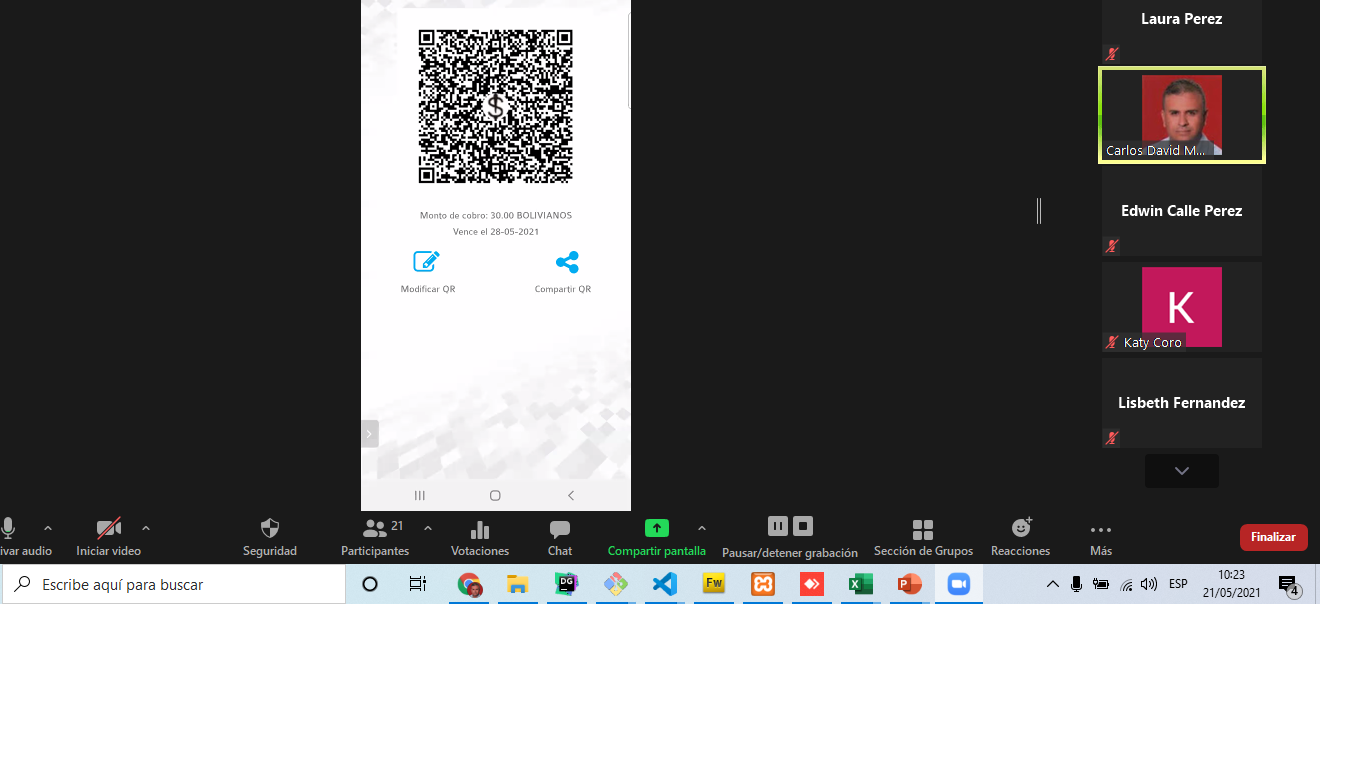 Monto de cobro: 30.00 BOLIVIANOS
Vence el 28-05-2021
Modificar QR
Compartir QR
Laura Perez
Carlos David M...
Edwin Calle Perez
K
Katy Coro
Lisbeth Fernandez
ivar audio
Iniciar video
Seguridad
21
Participantes
Votaciones
Chat
Compartir pantalla
Pausar/detener grabación
Sección de Grupos
Reacciones
Más
Finalizar
Escribe aquí para buscar
DG
Fw
ESP
10:23
21/05/2021
4